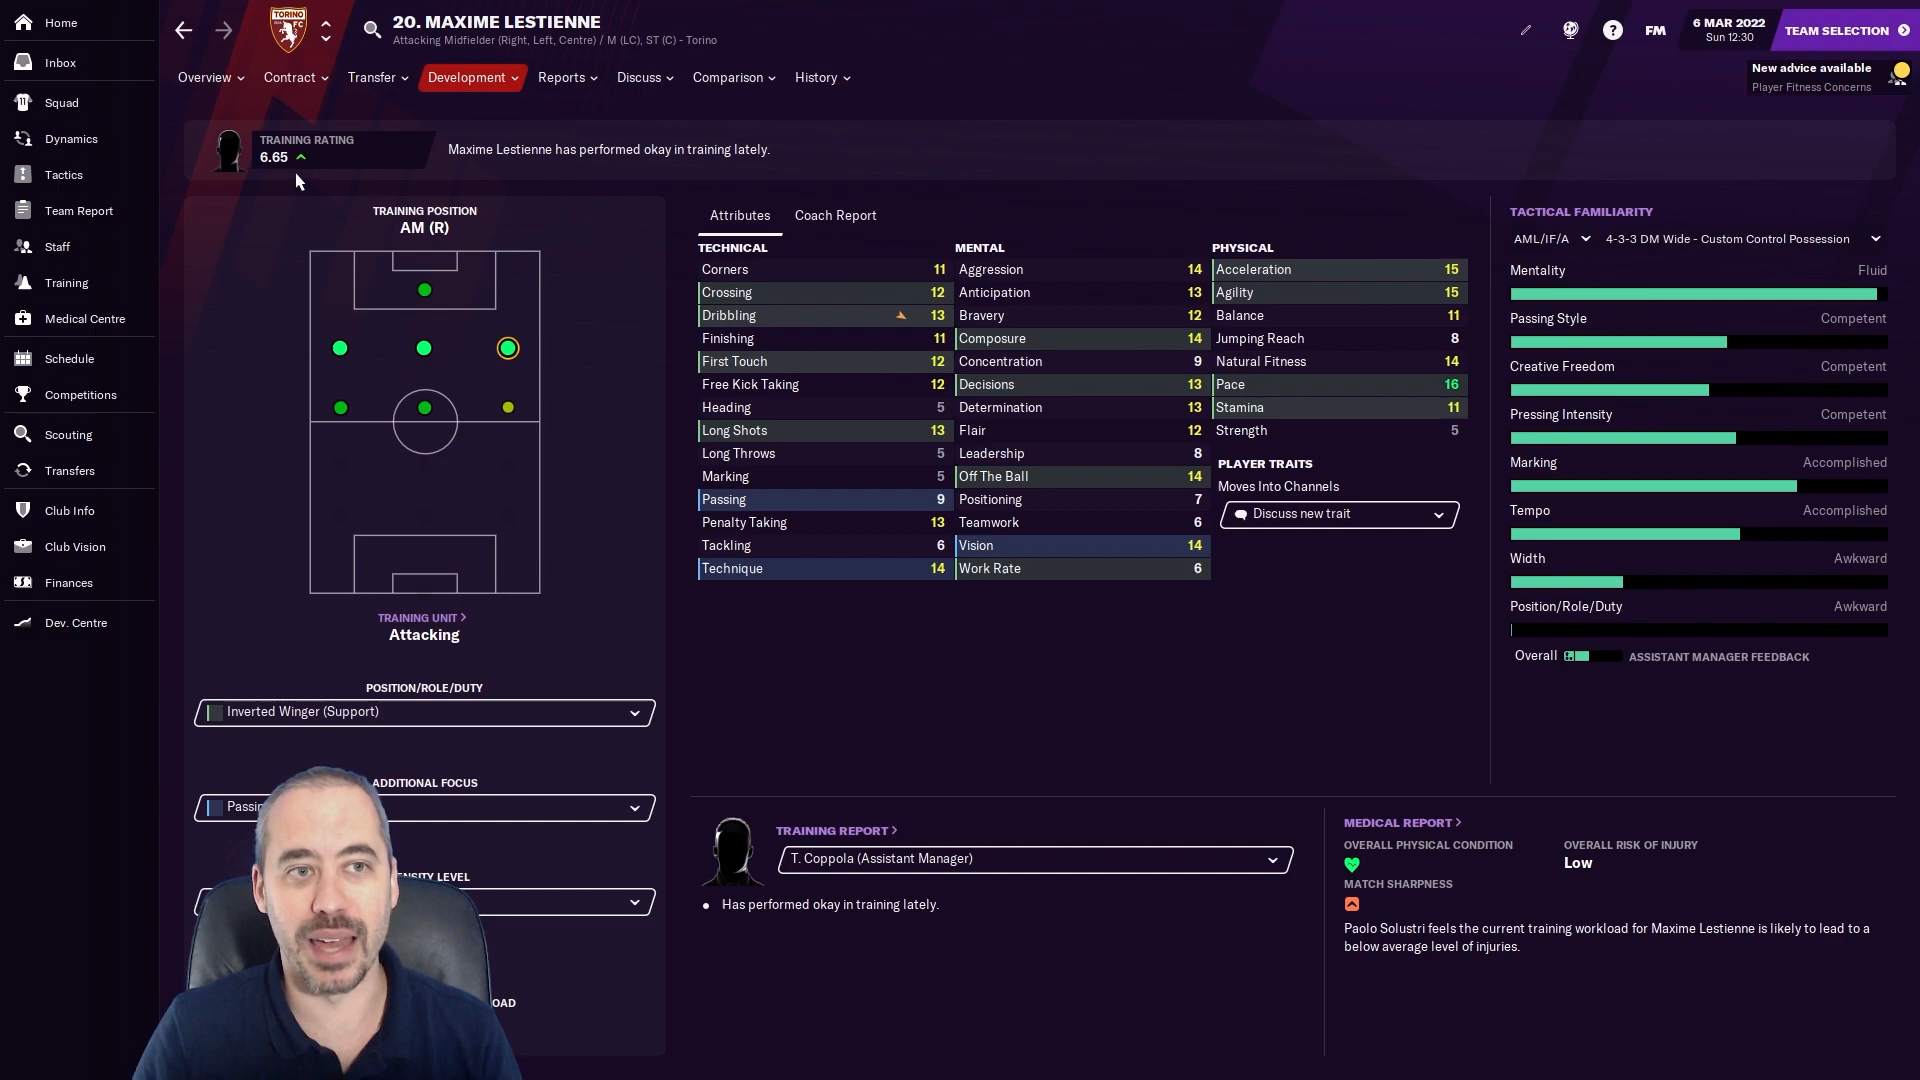 Home
Inbox
Squad
Dynamics
Tactics
Team Report
Staff
Training
Medical Centre
Schedule
Competitions
Scouting
Transfers
Club Info
Club Vision
Finances
Dev. Centre
TORINO
FC
20. MAXIME LESTIENNE
Attacking Midfielder (Right, Left, Centre) / M (LC), ST (C) - Torino
FM
6 MAR 2022
Sun 12:30
TEAM SELECTION
New advice available
Player Fitness Concerns
Overview
Contract
Transfer
Development
Reports
Discuss
Comparison
History
TRAINING RATING
6.65
Maxime Lestienne has performed okay in training lately.
TRAINING POSITION
AM (R)
TRAINING UNIT
Attacking
POSITION/ROLE/DUTY
Inverted Winger (Support)
ADDITIONAL FOCUS
Attributes
Coach Report
TECHNICAL
Corners 11
Crossing 12
Dribbling 13
Finishing 11
First Touch 12
Free Kick Taking 12
Heading 5
Long Shots 13
Long Throws 5
Marking 5
Passing 9
Penalty Taking 13
Tackling 6
Technique 14
MENTAL
Aggression 14
Anticipation 13
Bravery 12
Composure 14
Concentration 9
Decisions 13
Determination 13
Flair 12
Leadership 8
Off The Ball 14
Positioning 7
Teamwork 6
Vision 14
Work Rate 6
PHYSICAL
Acceleration 15
Agility 15
Balance 11
Jumping Reach 8
Natural Fitness 14
Pace 16
Stamina 11
Strength 5
PLAYER TRAITS
Moves Into Channels
Discuss new trait
TACTICAL FAMILIARITY
AML/IF/A
4-3-3 DM Wide - Custom Control Possession
Mentality Fluid
Passing Style Competent
Creative Freedom Competent
Pressing Intensity Competent
Marking Accomplished
Tempo Accomplished
Width Awkward
Position/Role/Duty Awkward
Overall
ASSISTANT MANAGER FEEDBACK
TRAINING REPORT
T. Coppola (Assistant Manager)
Has performed okay in training lately.
MEDICAL REPORT
OVERALL PHYSICAL CONDITION
OVERALL RISK OF INJURY
Low
MATCH SHARPNESS
Paolo Solustri feels the current training workload for Maxime Lestienne is likely to lead to a
below average level of injuries.